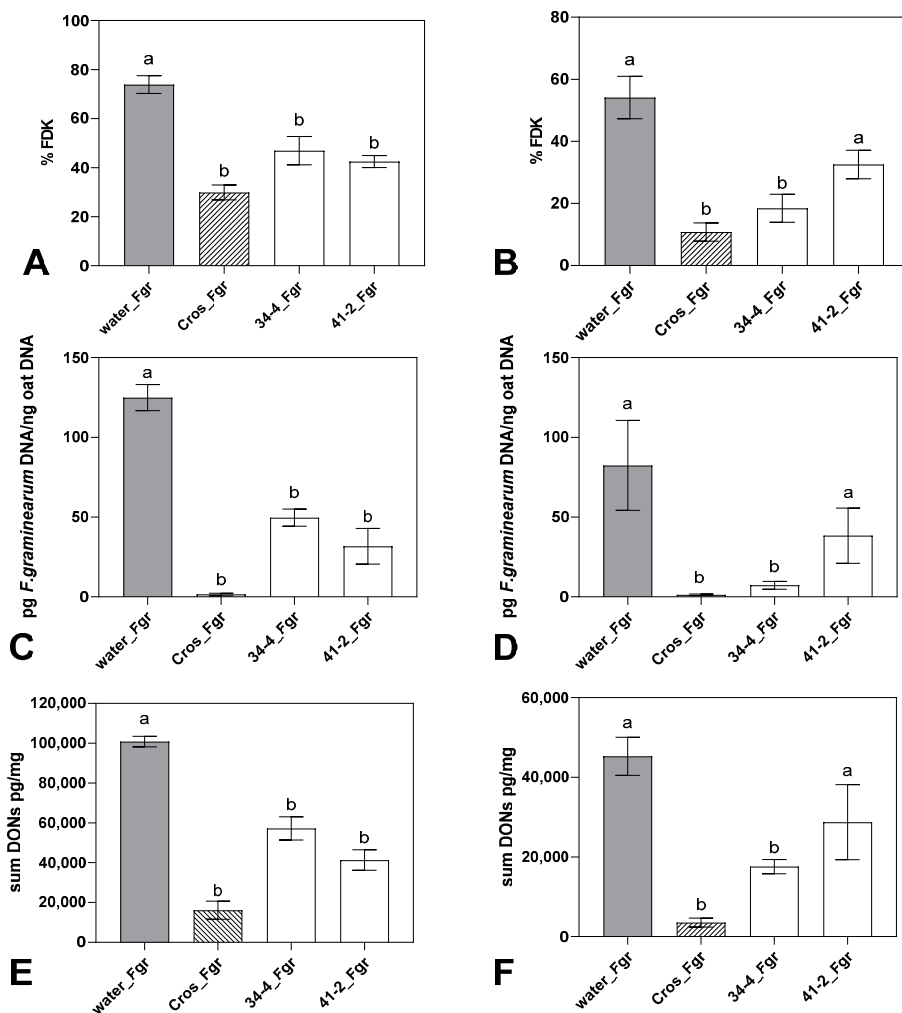 100
80
60
40
20
0
% FDK
a
b
b
b
water_Fgr
Cros_Fgr
34-4_Fgr
41-2_Fgr
A
80
60
40
20
0
% FDK
a
b
b
a
water_Fgr
Cros_Fgr
34-4_Fgr
41-2_Fgr
B
150
100
50
0
pg F.graminearum DNA/ng oat DNA
a
b
b
b
water_Fgr
Cros_Fgr
34-4_Fgr
41-2_Fgr
C
150
100
50
0
pg F.graminearum DNA/ng oat DNA
a
b
b
a
water_Fgr
Cros_Fgr
34-4_Fgr
41-2_Fgr
D
120,000
100,000
80,000
60,000
40,000
20,000
0
sum DONs pg/mg
a
b
b
b
water_Fgr
Cros_Fgr
34-4_Fgr
41-2_Fgr
E
60,000
40,000
20,000
0
sum DONs pg/mg
a
b
b
a
water_Fgr
Cros_Fgr
34-4_Fgr
41-2_Fgr
F